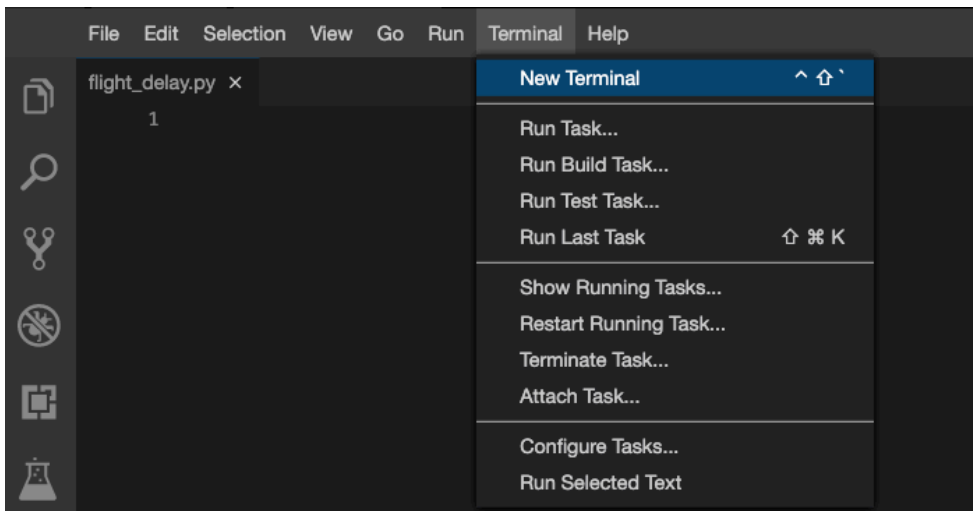 File Edit Selection View Go Run Terminal Help
flight_delay.py ×
1
New Terminal ^ ⇧ `
Run Task...
Run Build Task...
Run Test Task...
Run Last Task ⇧ ⌘ K
Show Running Tasks...
Restart Running Task...
Terminate Task...
Attach Task...
Configure Tasks...
Run Selected Text